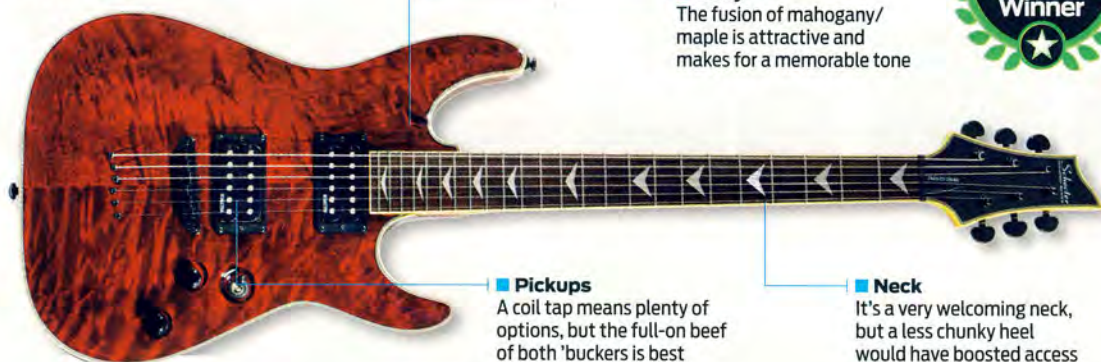 Winner
The fusion of mahogany/
maple is attractive and
makes for a memorable tone
Schecter
Pickups
A coil tap means plenty of
options, but the full-on beef
of both 'buckers is best
Neck
It's a very welcoming neck,
but a less chunky heel
would have boosted access